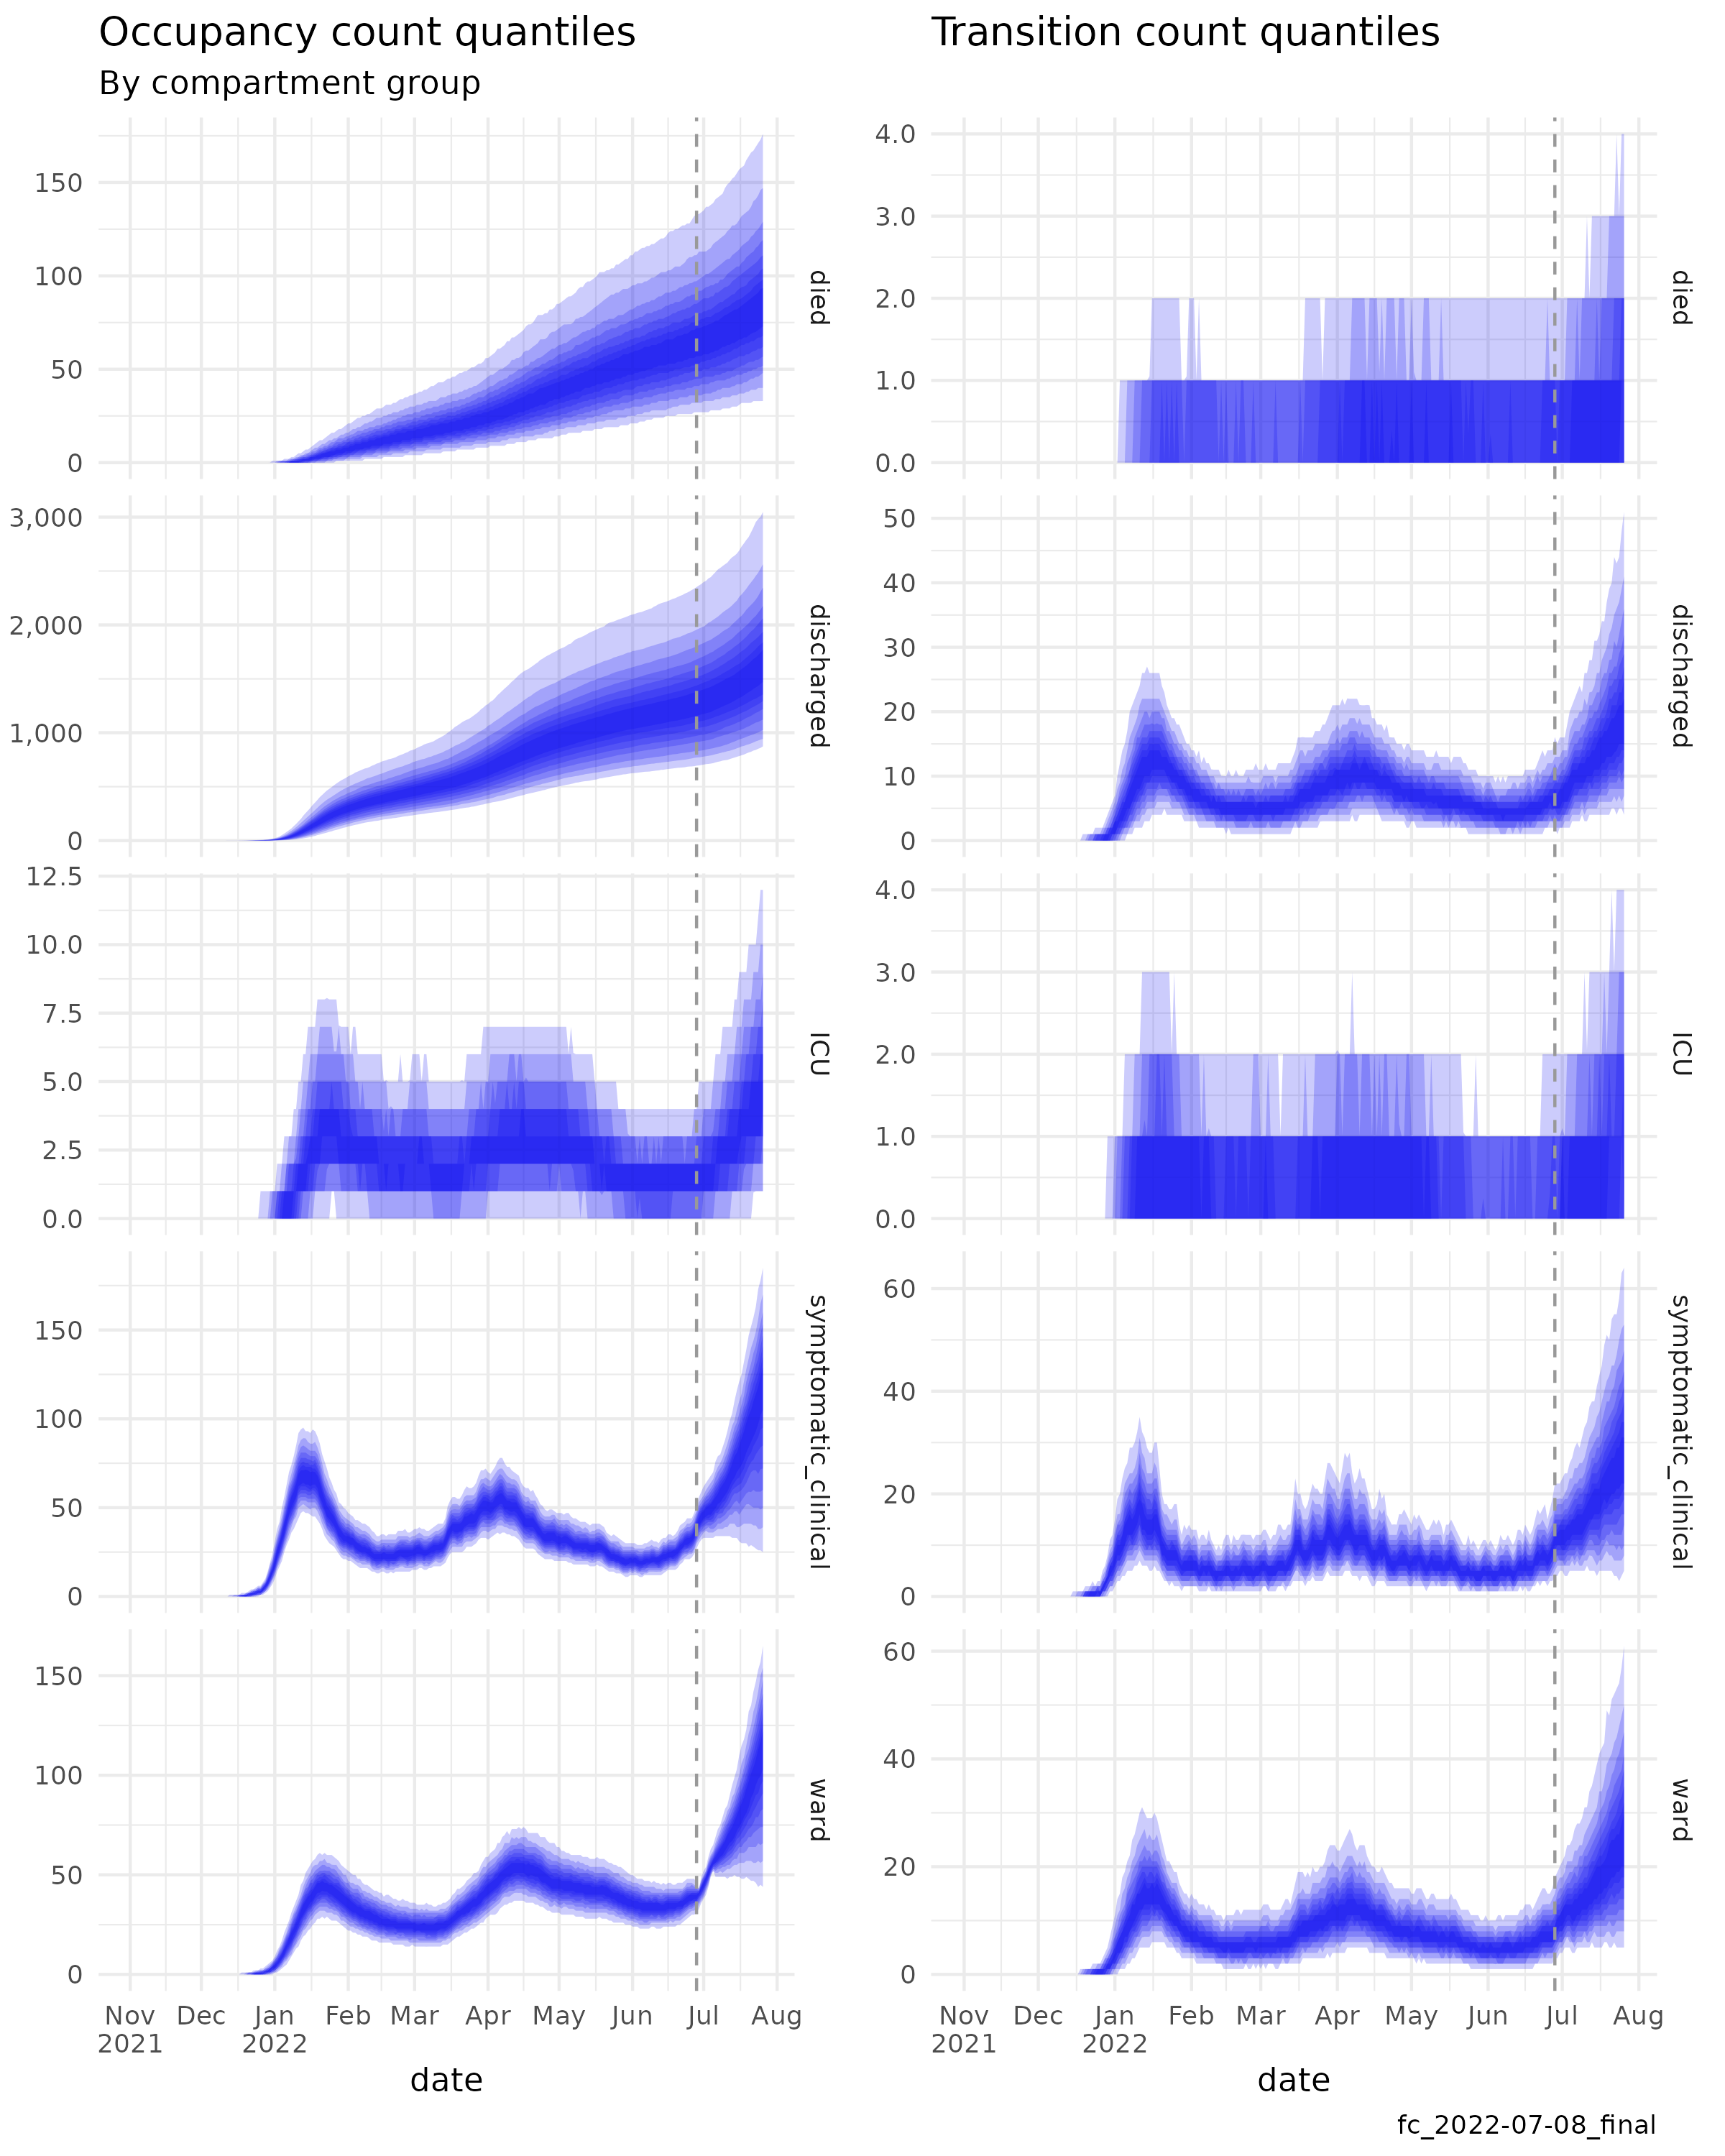 Occupancy count quantiles
By compartment group
150
100
50
0
died
3,000
2,000
1,000
0
discharged
12.5
10.0
7.5
5.0
2.5
0.0
ICU
150
100
50
0
symptomatic_clinical
150
100
50
0
ward
Nov Dec Jan Feb Mar Apr May Jun Jul Aug
2021 2022
date
Transition count quantiles
4.0
3.0
2.0
1.0
0.0
died
50
40
30
20
10
0
discharged
4.0
3.0
2.0
1.0
0.0
ICU
60
40
20
0
symptomatic_clinical
60
40
20
0
ward
Nov Dec Jan Feb Mar Apr May Jun Jul Aug
2021 2022
date
fc_2022-07-08_final